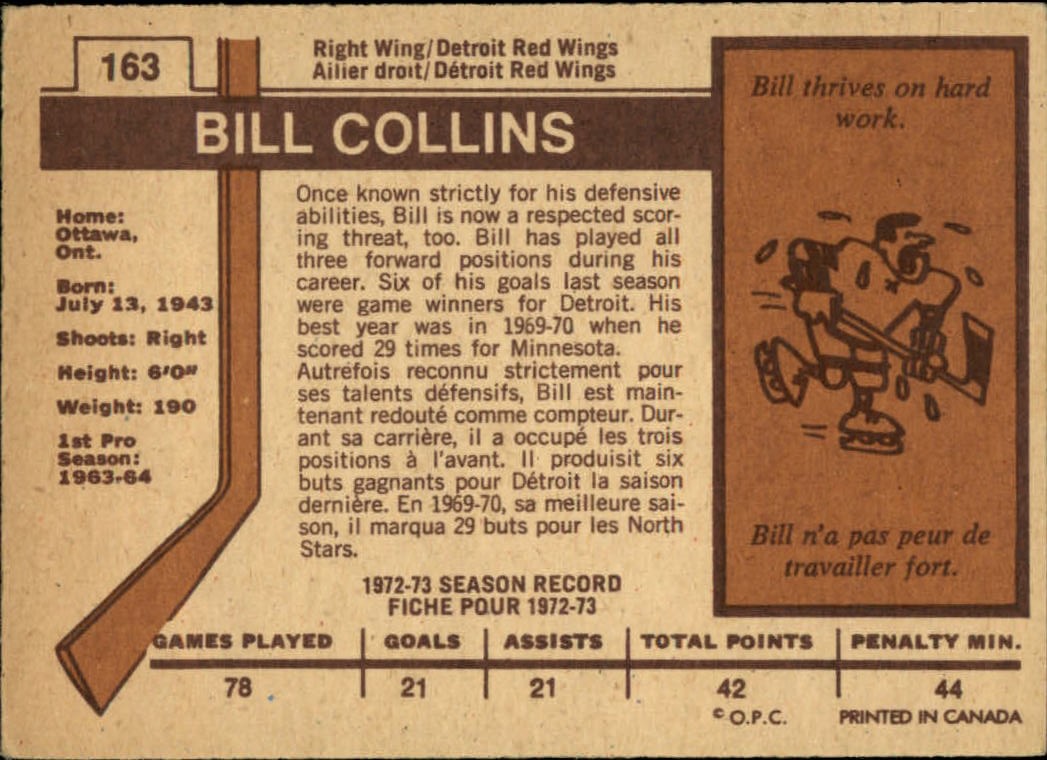 163
Right Wing/Detroit Red Wings
Ailier droit/Détroit Red Wings
BILL COLLINS
Home:
Ottawa,
Ont.
Born:
July 13, 1943
Shoots: Right
Height: 6'0"
Weight: 190
1st Pro
Season:
1963-64
Once known strictly for his defensive
abilities, Bill is now a respected scor-
ing threat, too. Bill has played all
three forward positions during his
career. Six of his goals last season
were game winners for Detroit. His
best year was in 1969-70 when he
scored 29 times for Minnesota.
Autrefois reconnu strictement pour
ses talents défensifs, Bill est main-
tenant redouté comme compteur. Dur-
ant sa carrière, il a occupé les trois
positions à l'avant. Il produisit six
buts gagnants pour Détroit la saison
dernière. En 1969-70, sa meilleure sai-
son, il marqua 29 buts pour les North
Stars.
Bill thrives on hard
work.
Bill n'a pas peur de
travailler fort.
1972-73 SEASON RECORD
FICHE POUR 1972-73
GAMES PLAYED GOALS ASSISTS TOTAL POINTS PENALTY MIN.
78 21 21 42 44
© O.P.C. PRINTED IN CANADA